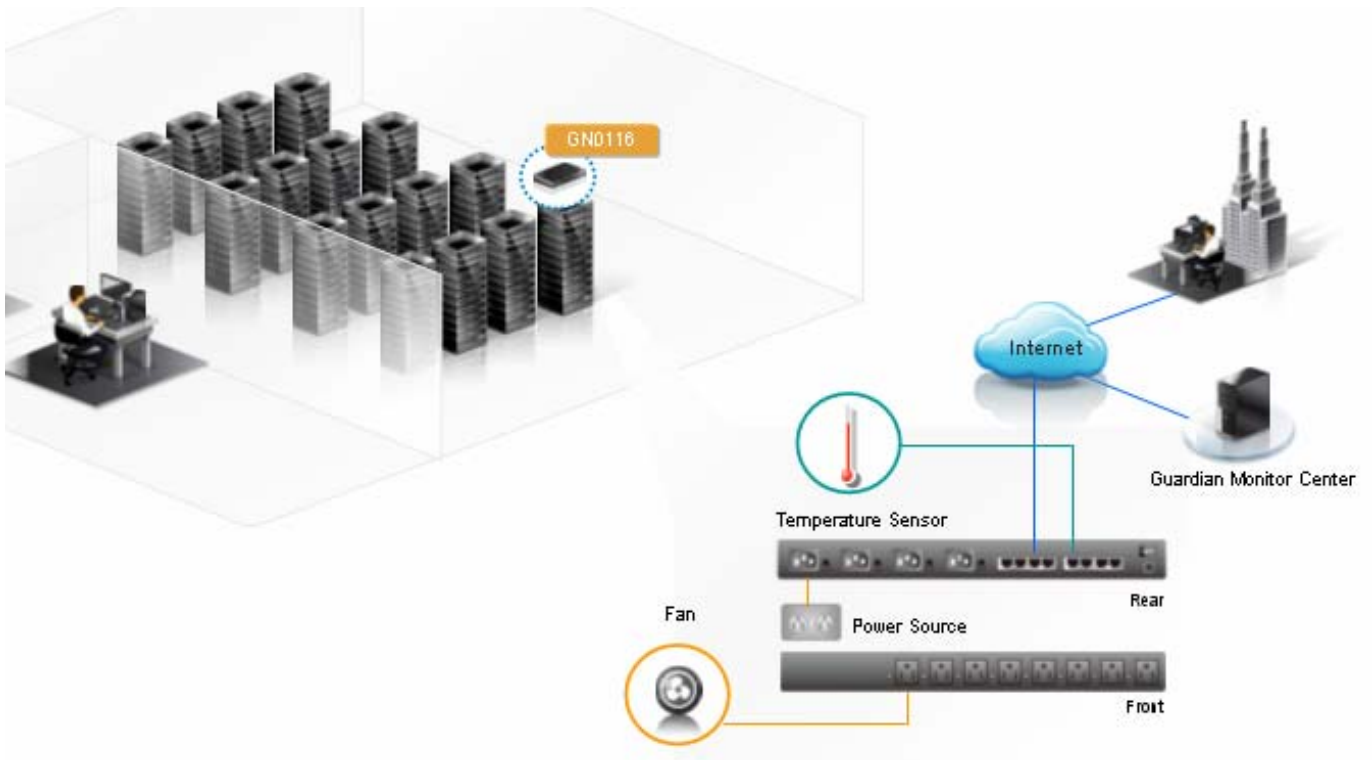 GN0116
Internet
Guardian Monitor Center
Temperature Sensor
Rear
Fan
Power Source
Front